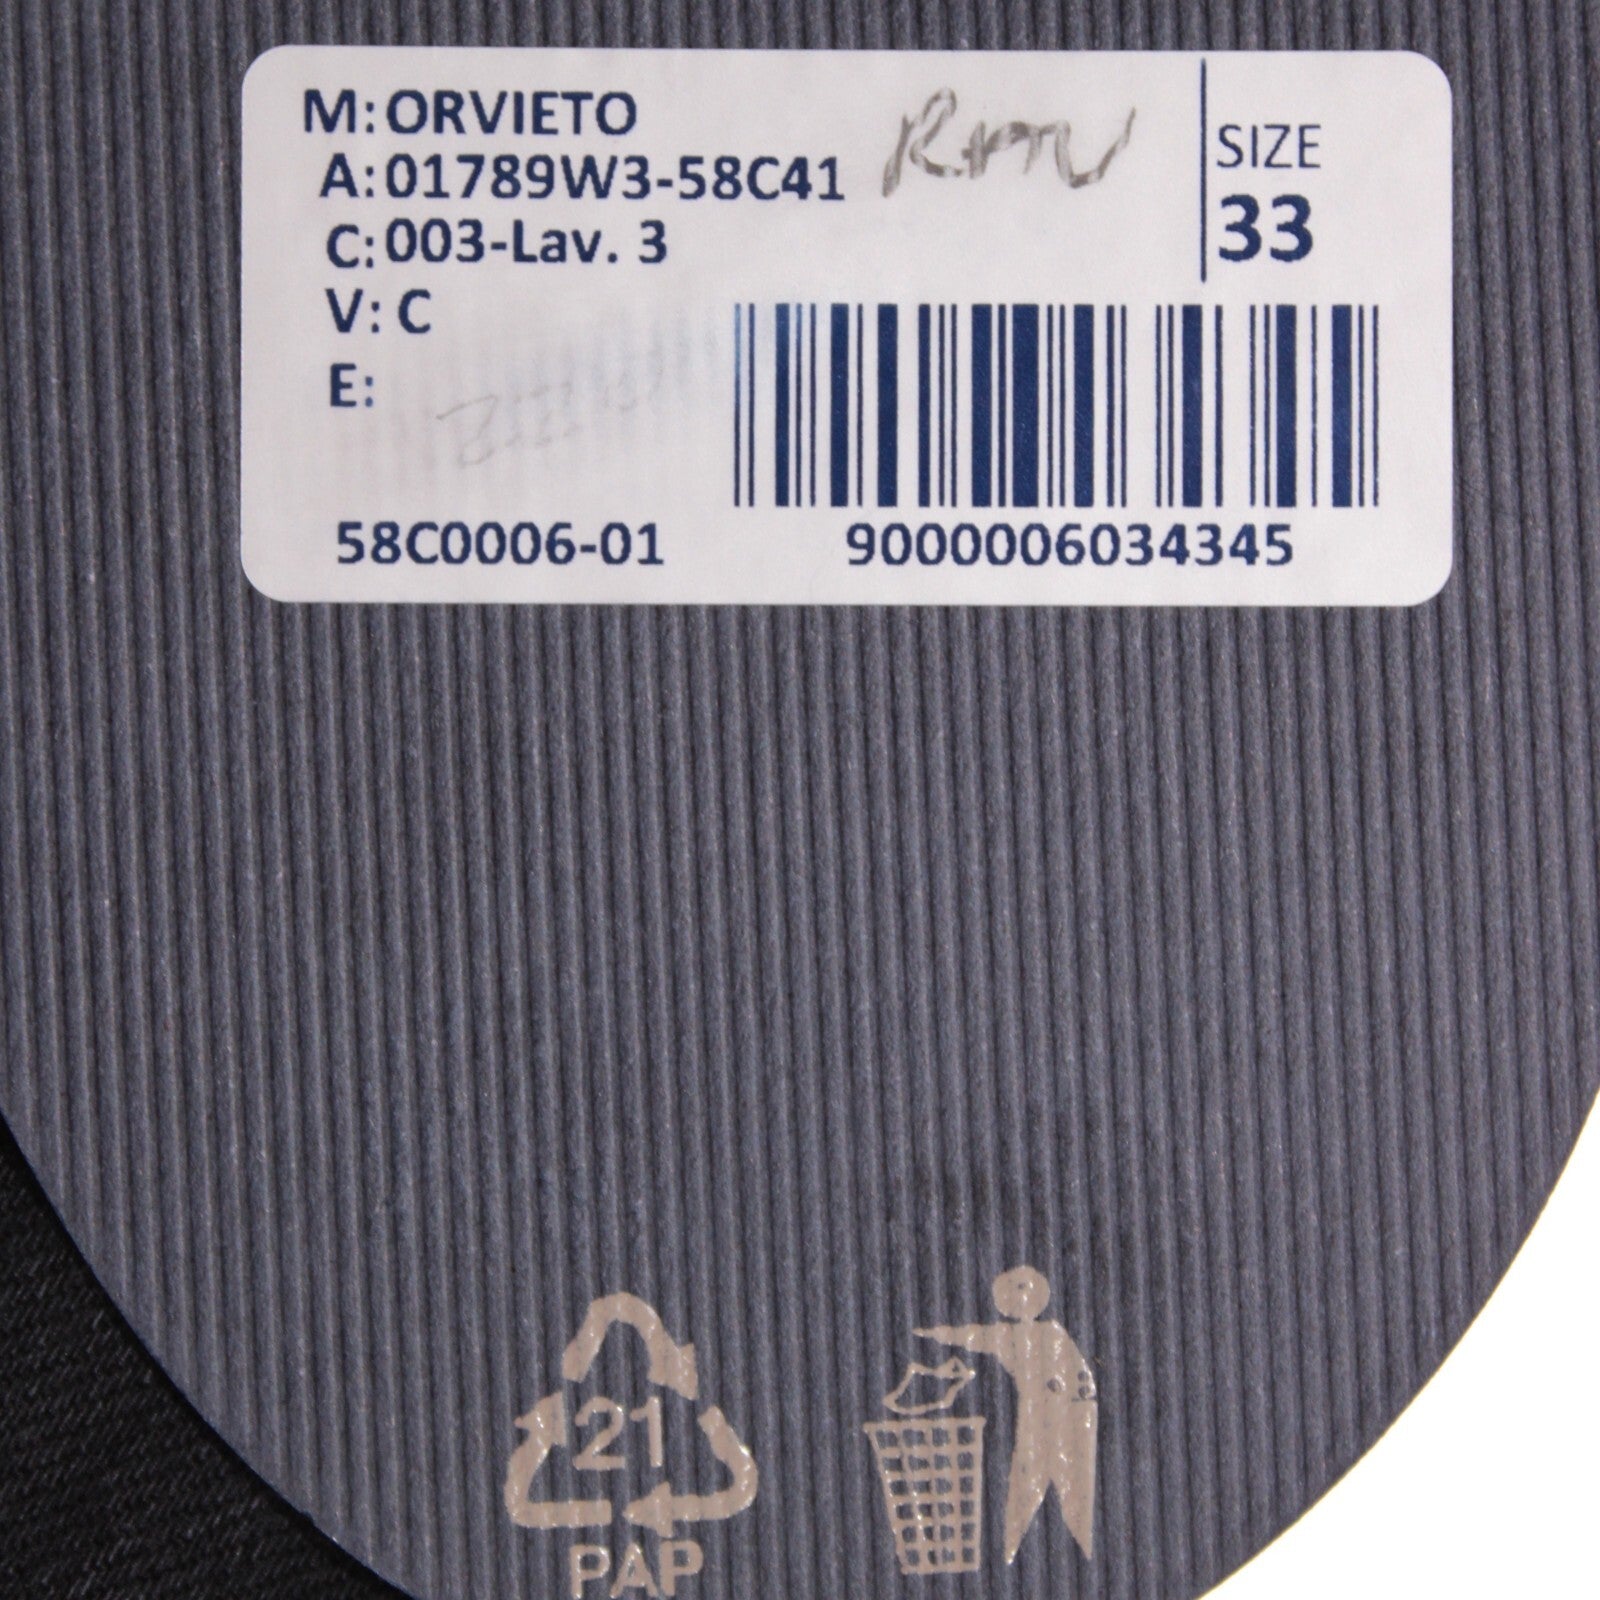 M: ORVIETO
A: 01789W3-58C41
C: 003-Lav. 3
V: C
E:
SIZE
33
58C0006-01
9000006034345
21
PAP